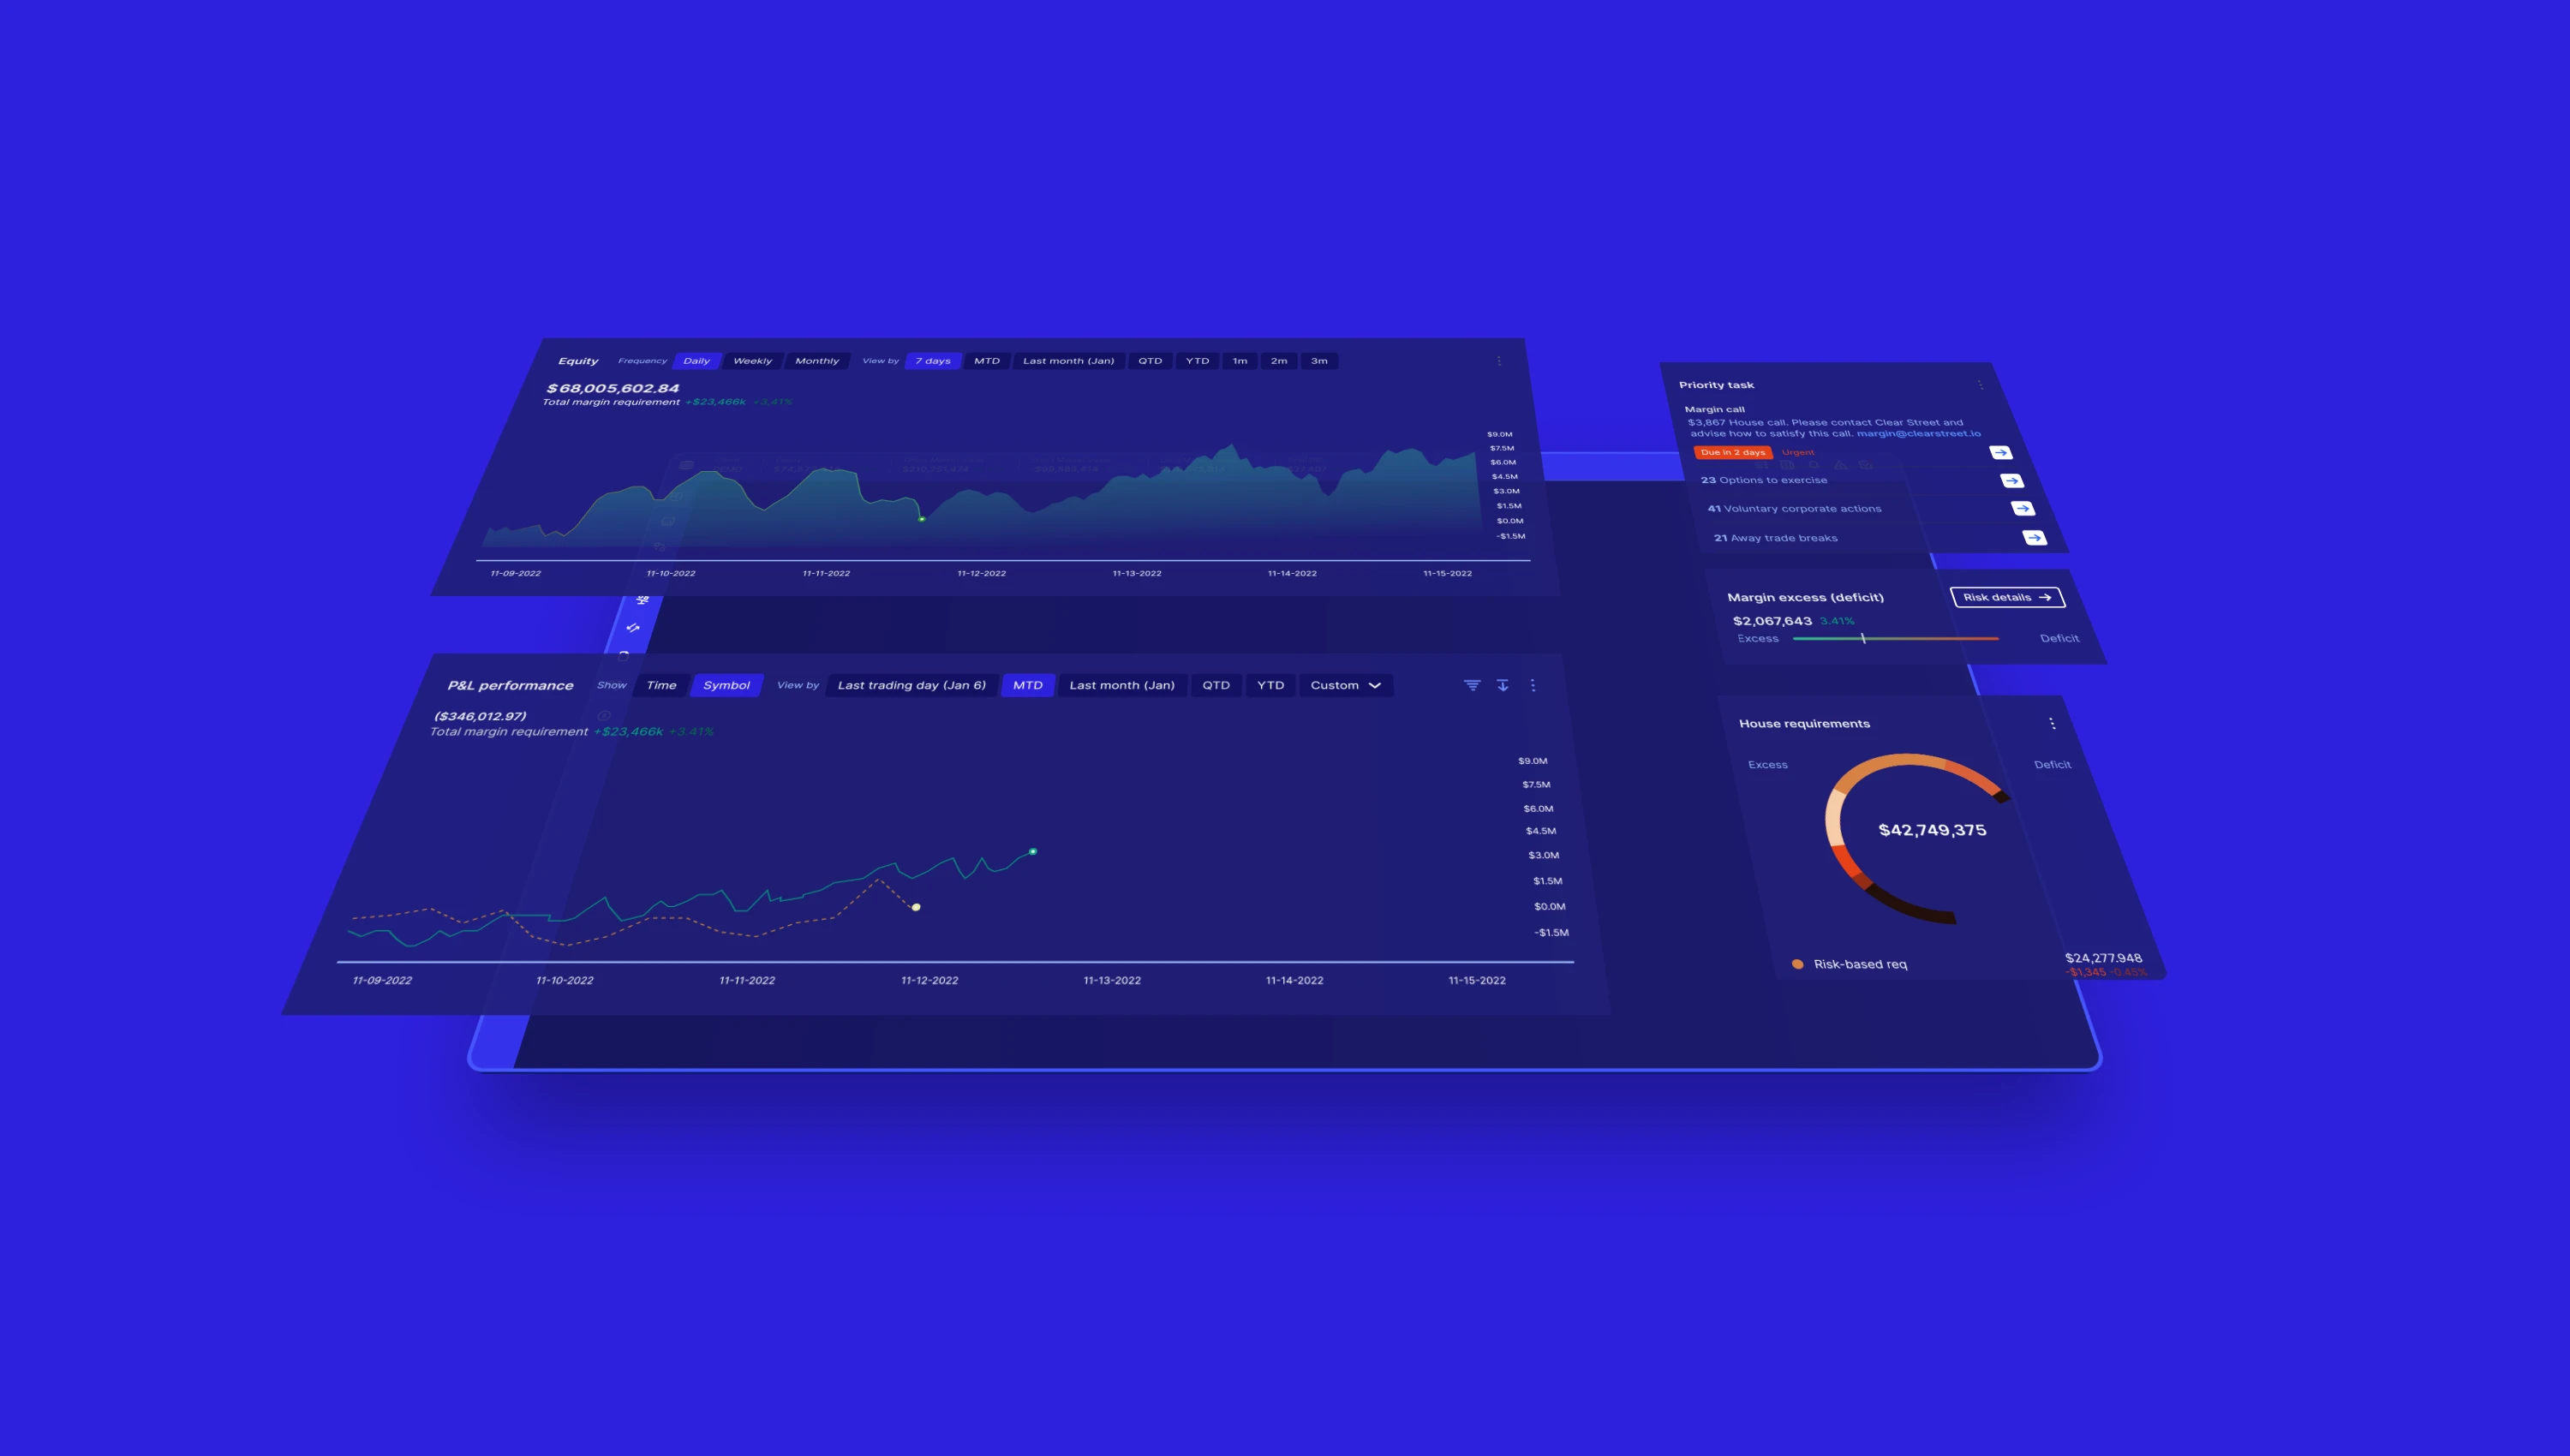 Equity Frequency Daily Weekly Monthly View by 7 days MTD Last month (Jan) QTD YTD 1m 2m 3m
$68,005,602.84
Total margin requirement +$23,466k +3.41%
$9.0M
$7.5M
$6.0M
$4.5M
$3.0M
$1.5M
$0.0M
-$1.5M
11-09-2022 11-10-2022 11-11-2022 11-12-2022 11-13-2022 11-14-2022 11-15-2022
Priority task
Margin call
$3,867 House call. Please contact Clear Street and
advise how to satisfy this call. margin@clearstreet.io
Due in 2 days Urgent
23 Options to exercise
41 Voluntary corporate actions
21 Away trade breaks
Margin excess (deficit) Risk details
$2,067,643 3.41%
Excess Deficit
P&L performance Show Time Symbol View by Last trading day (Jan 6) MTD Last month (Jan) QTD YTD Custom
($346,012.97)
Total margin requirement +$23,466k +3.41%
$9.0M
$7.5M
$6.0M
$4.5M
$3.0M
$1.5M
$0.0M
-$1.5M
11-09-2022 11-10-2022 11-11-2022 11-12-2022 11-13-2022 11-14-2022 11-15-2022
House requirements
Excess Deficit
$42,749,375
Risk-based req $24,277.948
-$1,345 -0.45%